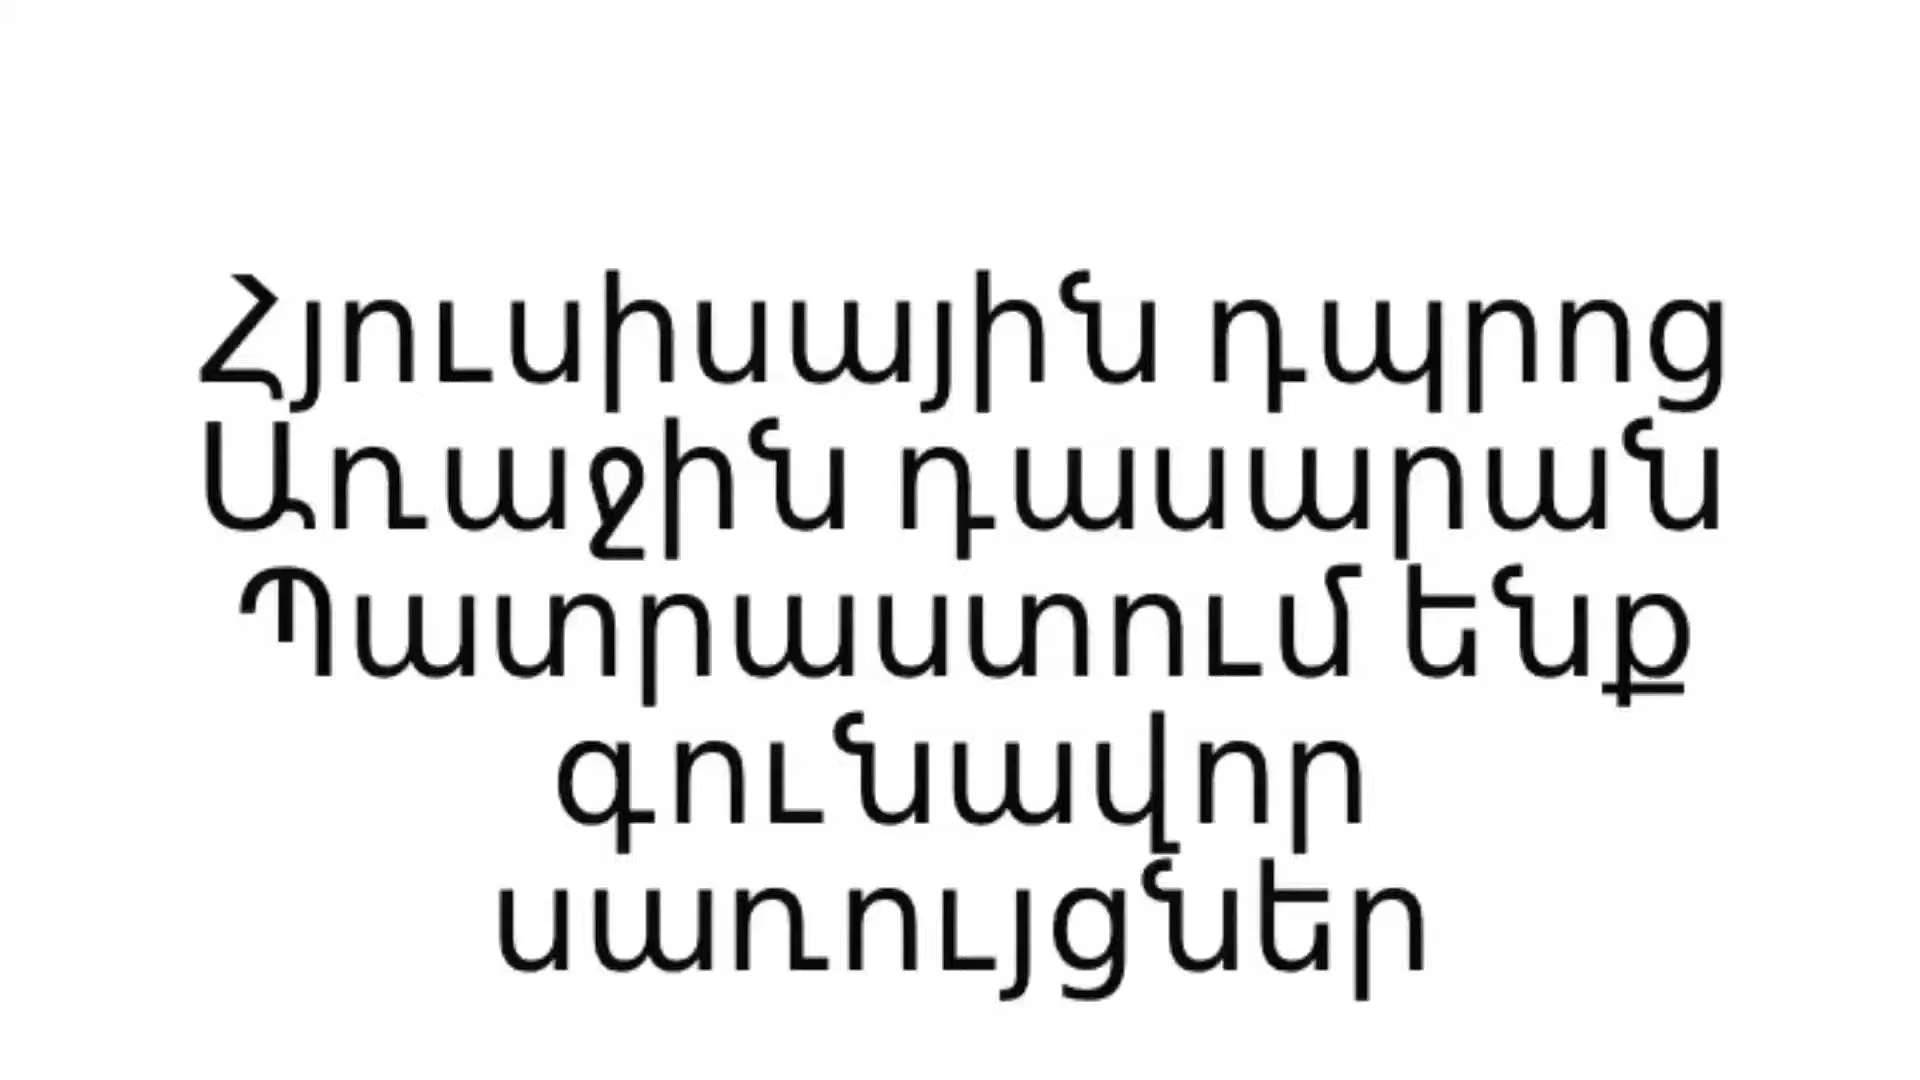 Հյուսիսային դպրոց
Առաջին դասարան
Պատրաստում ենք
գունավոր
սառույցներ